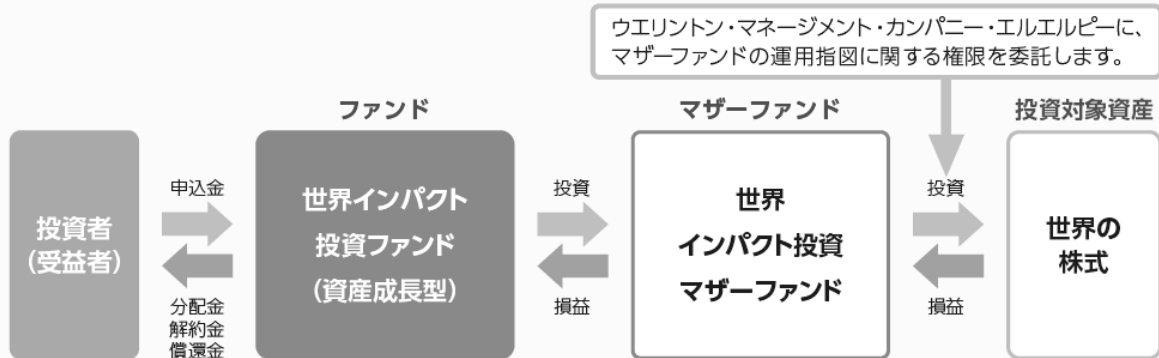 ウエリントン・マネージメント・カンパニー・エルエルピーに、
マザーファンドの運用指図に関する権限を委託します。
ファンド
マザーファンド
投資対象資産
投資者
（受益者）
申込金
分配金
解約金
償還金
世界インパクト
投資ファンド
（資産成長型）
投資
損益
世界
インパクト投資
マザーファンド
投資
損益
世界の
株式